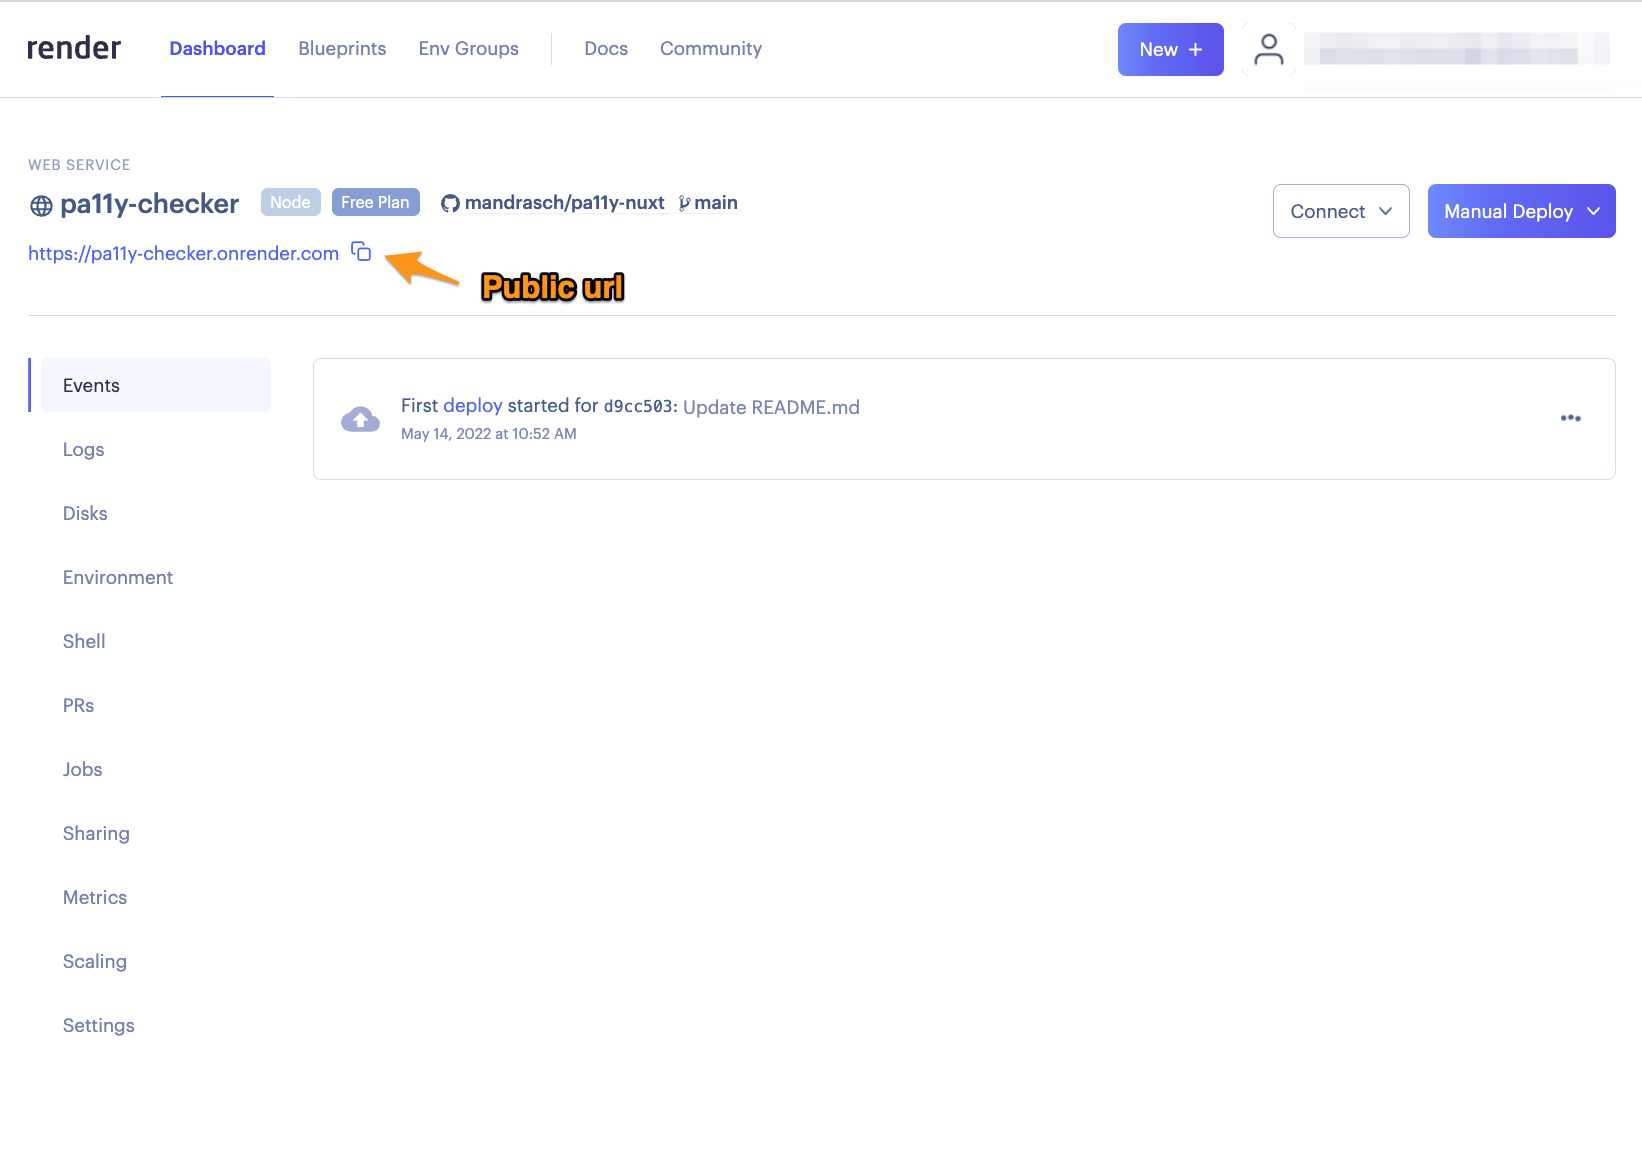 render Dashboard Blueprints Env Groups Docs Community New +
WEB SERVICE
pa11y-checker Node Free Plan mandrasch/pa11y-nuxt main
Connect Manual Deploy
https://pa11y-checker.onrender.com
Public url
Events
First deploy started for d9cc503: Update README.md
May 14, 2022 at 10:52 AM
Logs
Disks
Environment
Shell
PRs
Jobs
Sharing
Metrics
Scaling
Settings